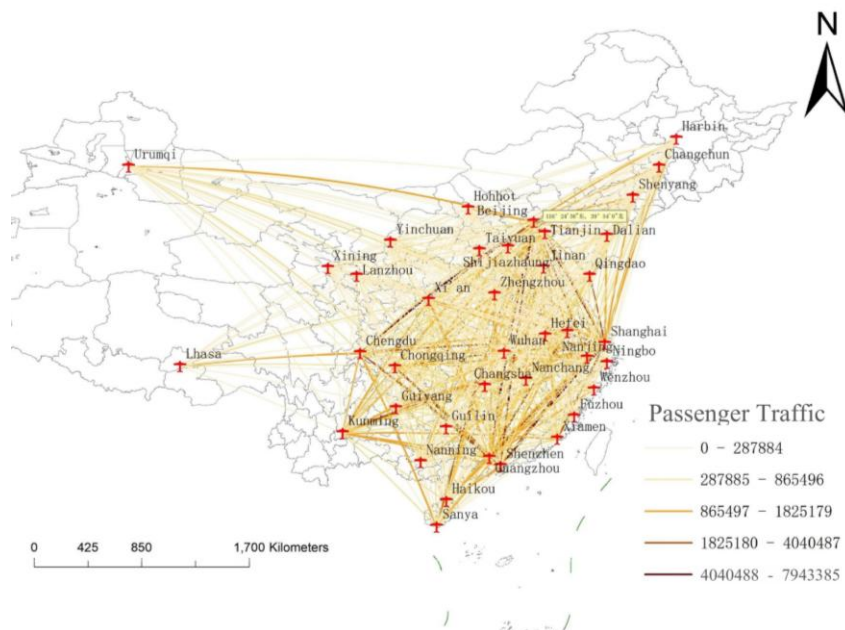 N
Harbin
Urumqi
Changchun
Shenyang
Hohhot
Beijing
Tianjin
Dalian
Yinchuan
Taiyuan
Xining
Shijiazhaung
Jinan
Qingdao
Lanzhou
Zhengzhou
Xi'an
Hefei
Shanghai
Chengdu
Wuhan
Nanjing
Ningbo
Lhasa
Chongqing
Nanchang
Changsha
Wenzhou
Guiyang
Fuzhou
Passenger Traffic
Kunming
Guilin
Xiamen
0 - 287884
Nanning
Shenzhen
Guangzhou
287885 - 865496
Haikou
865497 - 1825179
Sanya
1825180 - 4040487
0 425 850 1,700 Kilometers
4040488 - 7943385